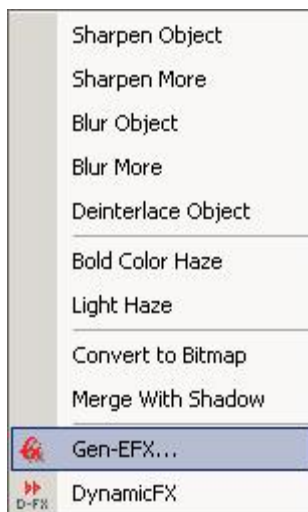 Sharpen Object
Sharpen More
Blur Object
Blur More
Deinterlace Object
Bold Color Haze
Light Haze
Convert to Bitmap
Merge With Shadow
Gen-EFX...
D-FX DynamicFX